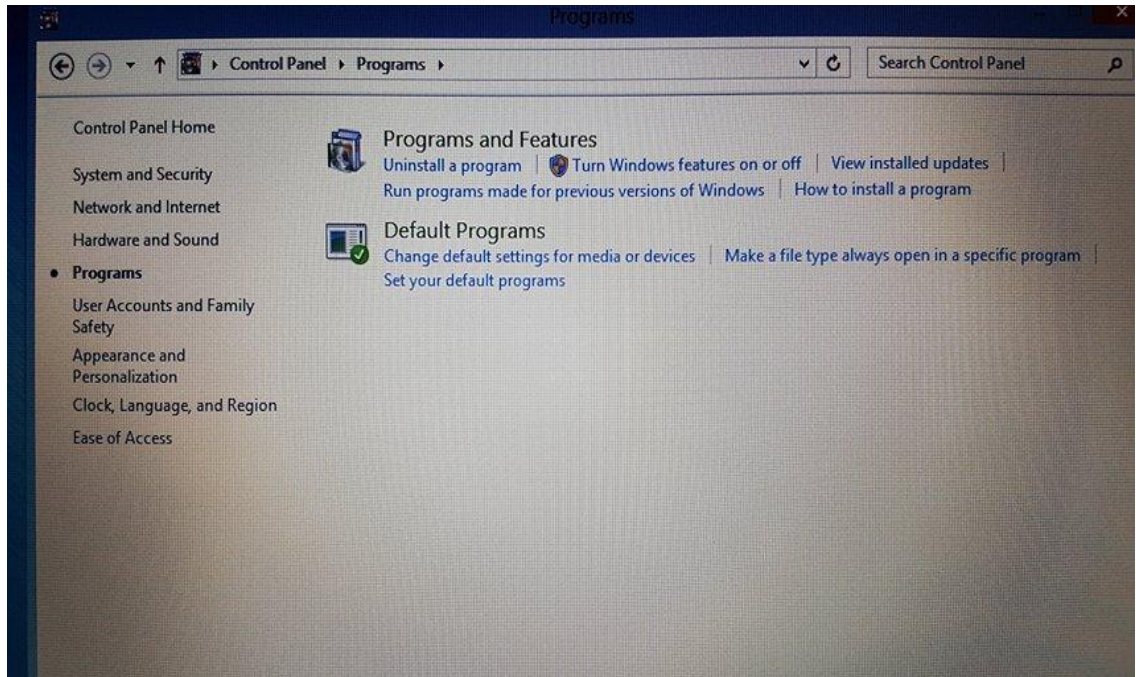 Programs
Control Panel Programs
Search Control Panel
Control Panel Home
System and Security
Network and Internet
Hardware and Sound
Programs
User Accounts and Family
Safety
Appearance and
Personalization
Clock, Language, and Region
Ease of Access
Programs and Features
Uninstall a program Turn Windows features on or off View installed updates
Run programs made for previous versions of Windows How to install a program
Default Programs
Change default settings for media or devices Make a file type always open in a specific program
Set your default programs